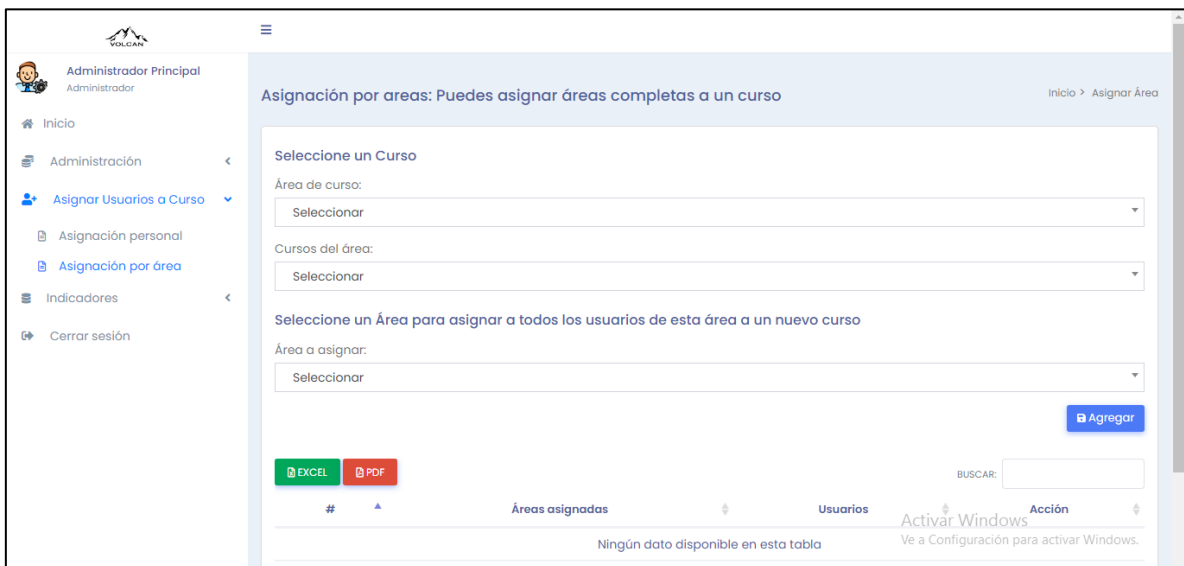 VOLCAN
Administrador Principal
Administrador
Inicio
Administración
Asignar Usuarios a Curso
Asignación personal
Asignación por área
Indicadores
Cerrar sesión
Asignación por areas: Puedes asignar áreas completas a un curso
Inicio > Asignar Área
Seleccione un Curso
Área de curso:
Seleccionar
Cursos del área:
Seleccionar
Seleccione un Área para asignar a todos los usuarios de esta área a un nuevo curso
Área a asignar:
Seleccionar
Agregar
EXCEL PDF
BUSCAR:
# Áreas asignadas Usuarios Acción
Ningún dato disponible en esta tabla
Activar Windows
Ve a Configuración para activar Windows.